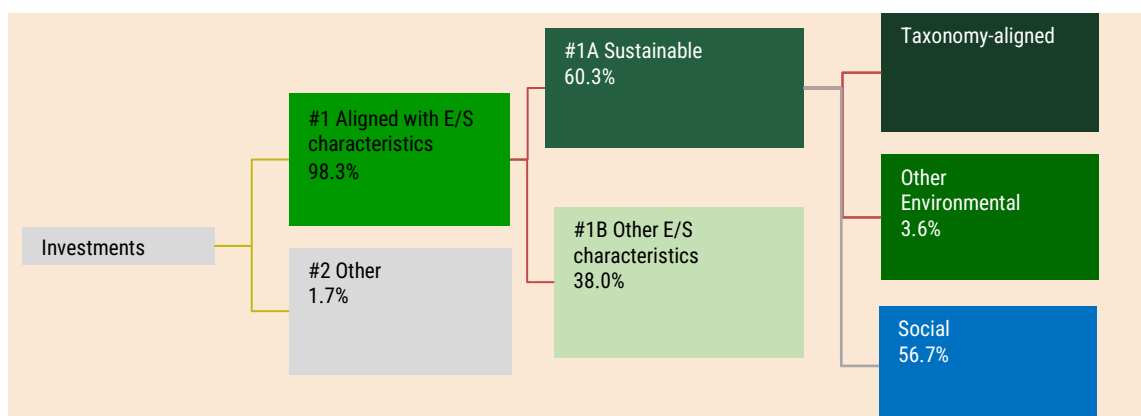 Investments
#1 Aligned with E/S
characteristics
98.3%
#2 Other
1.7%
#1A Sustainable
60.3%
#1B Other E/S
characteristics
38.0%
Taxonomy-aligned
Other
Environmental
3.6%
Social
56.7%